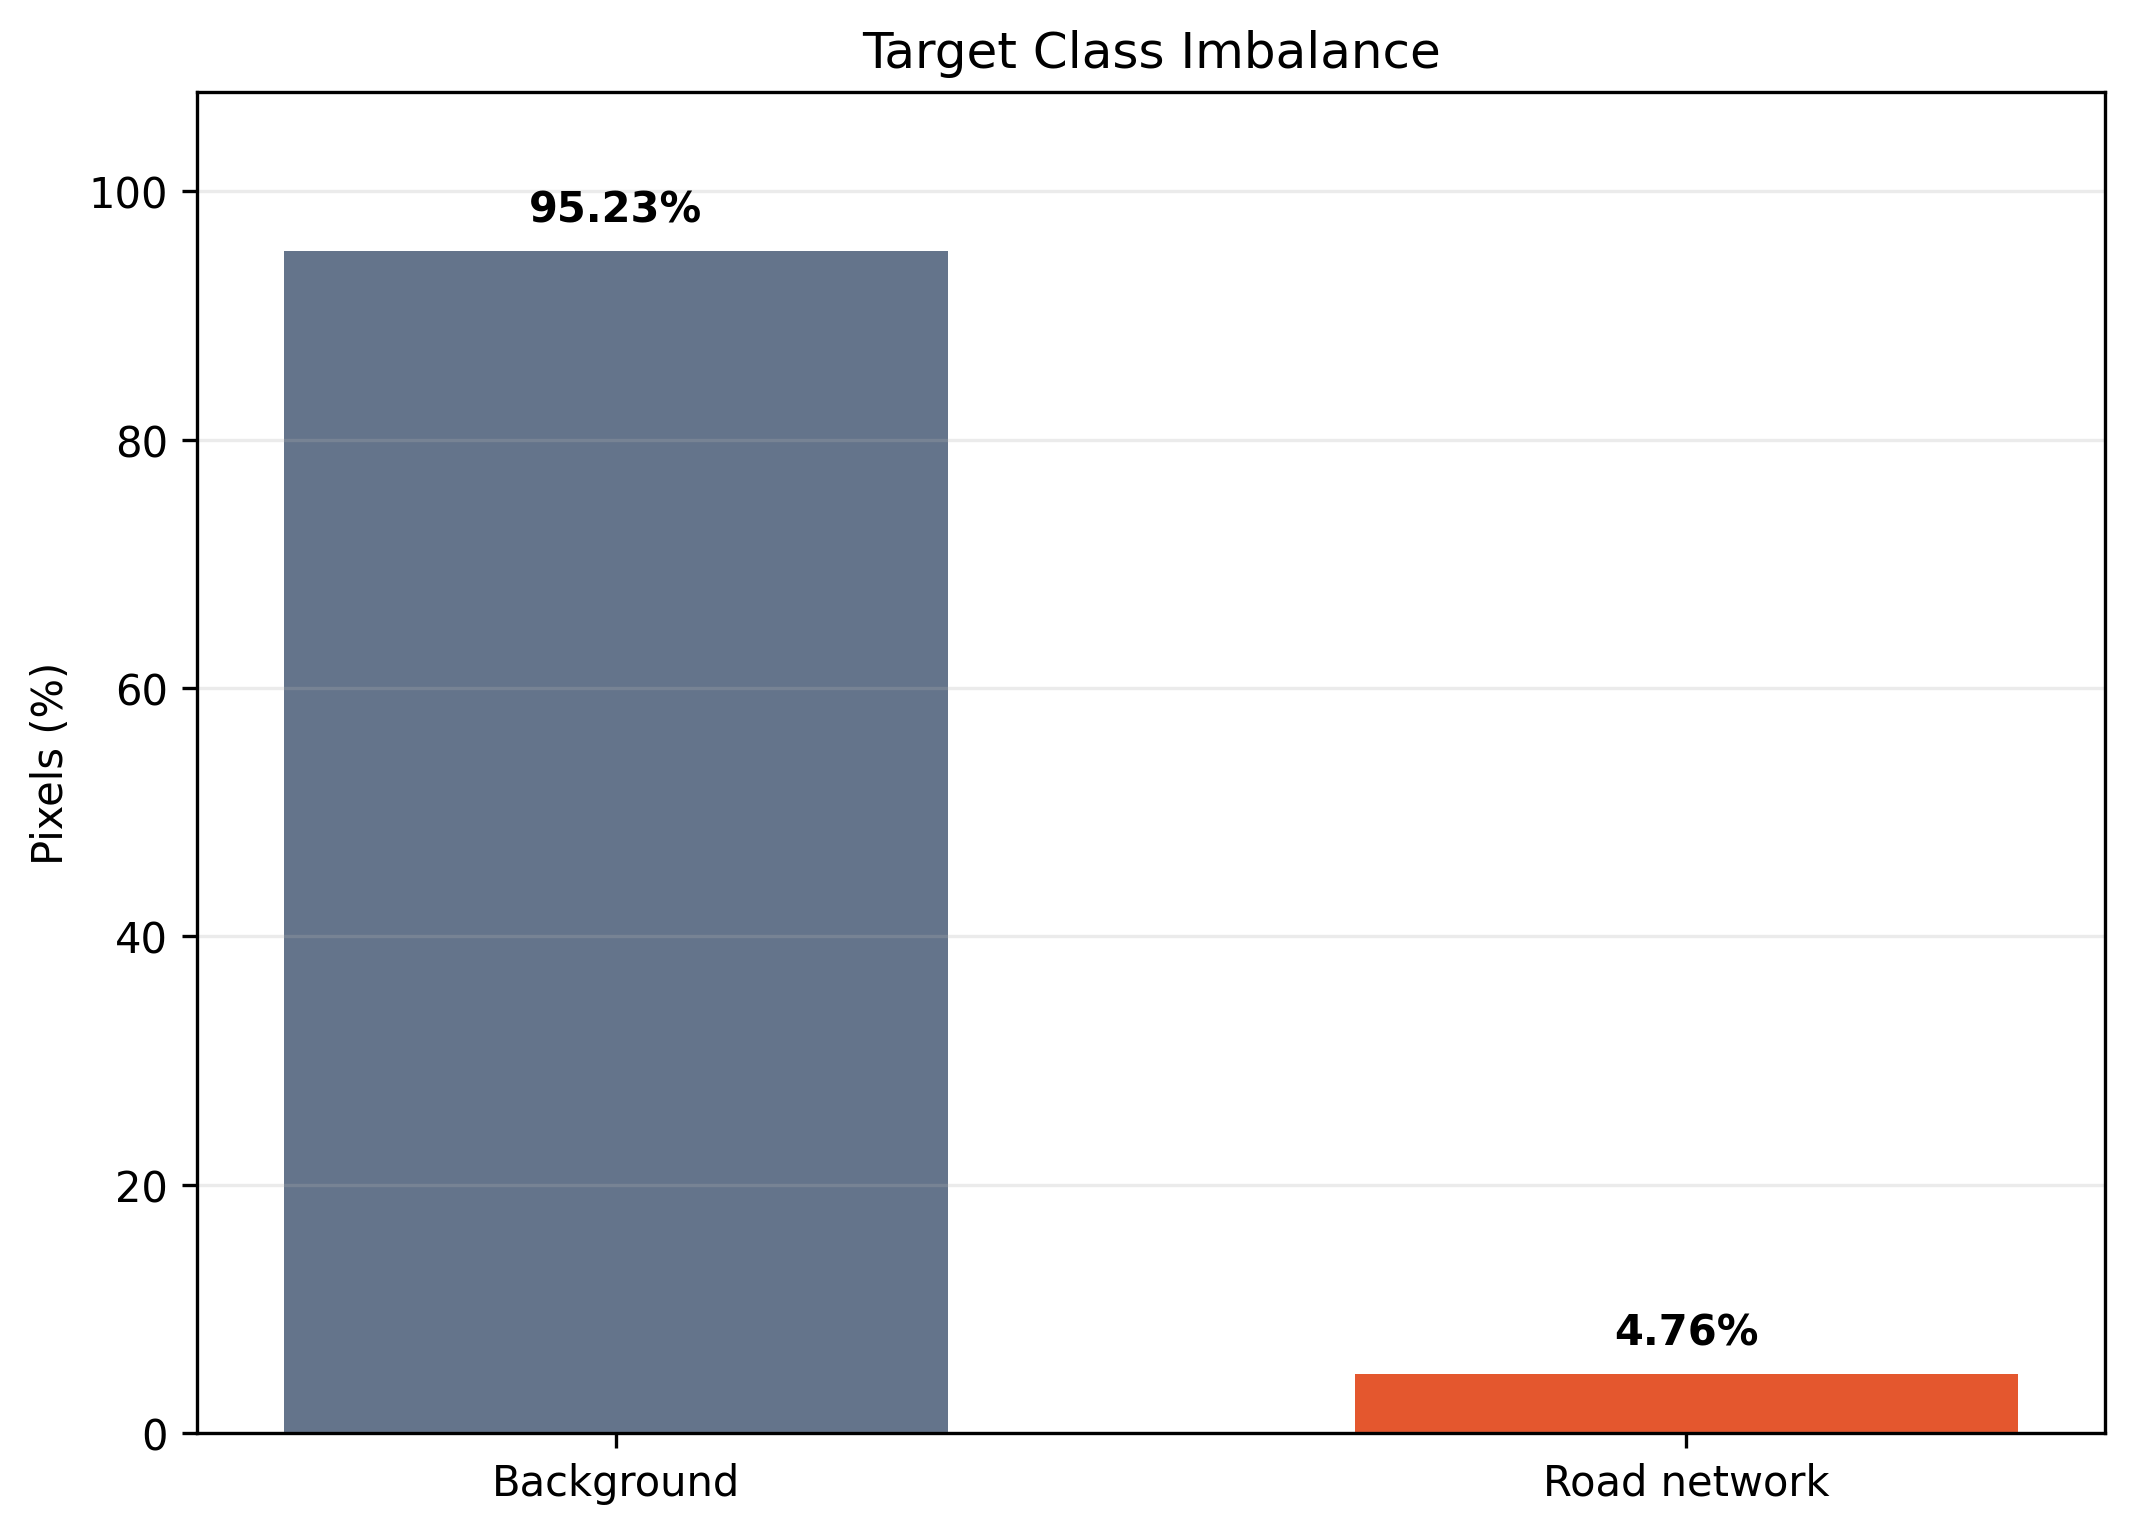 Target Class Imbalance
Pixels (%)
100
80
60
40
20
0
95.23%
4.76%
Background
Road network